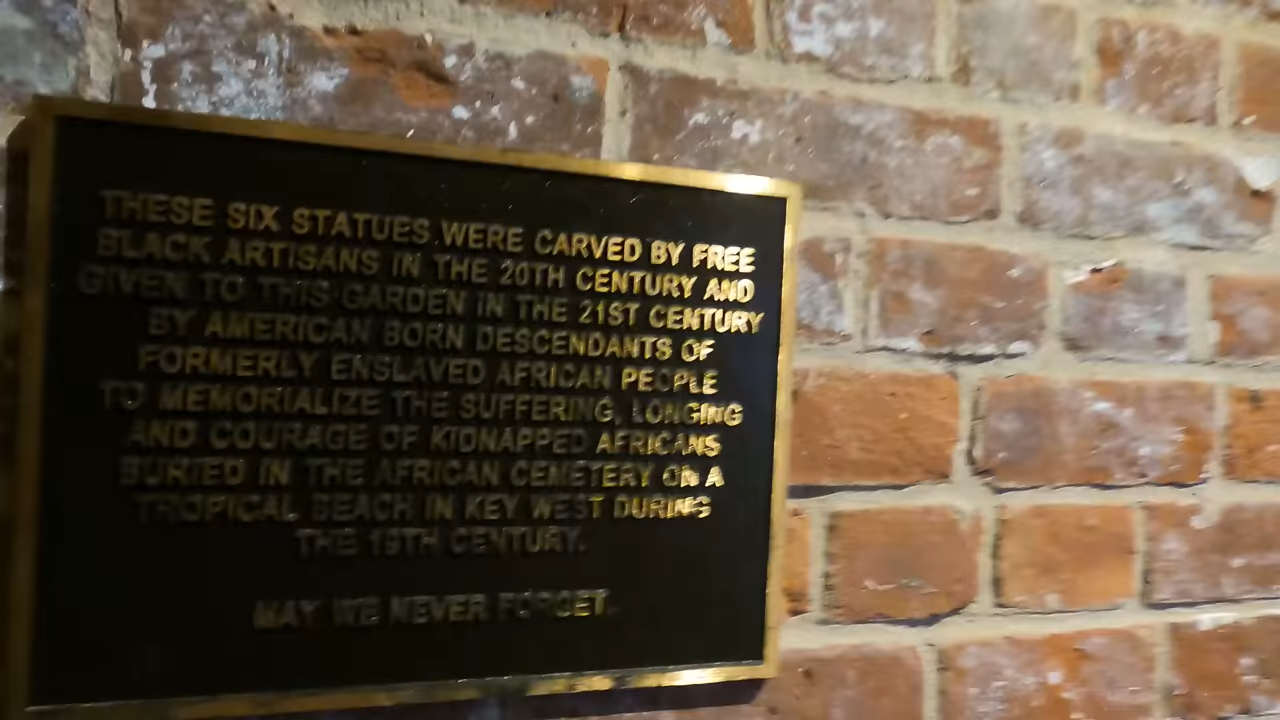 THESE SIX STATUES WERE CARVED BY FREE
BLACK ARTISANS IN THE 20TH CENTURY AND
GIVEN TO THIS GARDEN IN THE 21ST CENTURY
BY AMERICAN BORN DESCENDANTS OF
FORMERLY ENSLAVED AFRICAN PEOPLE
TO MEMORIALIZE THE SUFFERING, LONGING
AND COURAGE OF KIDNAPPED AFRICANS
BURIED IN THE AFRICAN CEMETERY ON A
TROPICAL BEACH IN KEY WEST DURING
THE 19TH CENTURY.
MAY WE NEVER FORGET.